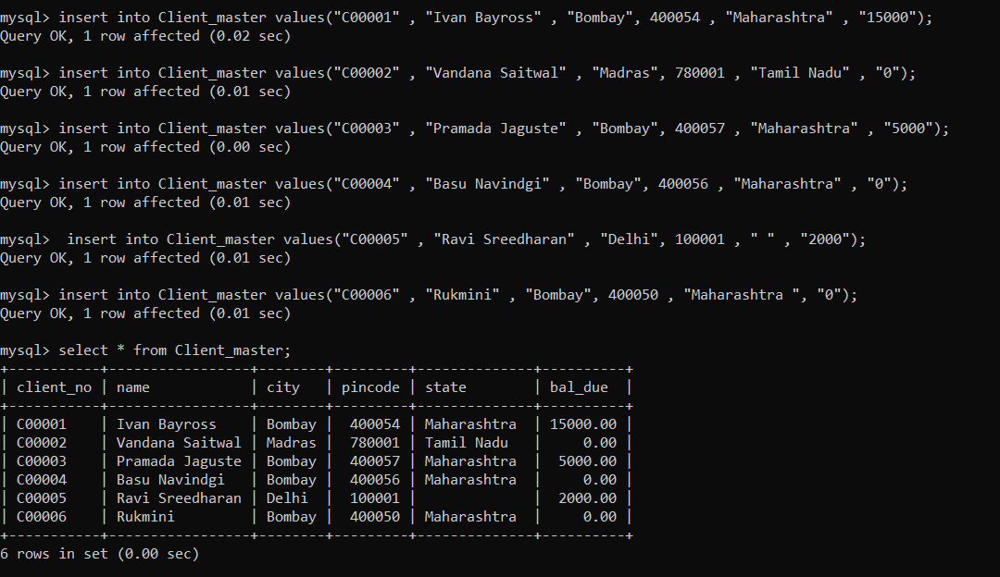 mysql> insert into Client_master values("C00001" , "Ivan Bayross" , "Bombay", 400054 , "Maharashtra" , "15000");
Query OK, 1 row affected (0.02 sec)
mysql> insert into Client_master values("C00002" , "Vandana Saitwal" , "Madras", 780001 , "Tamil Nadu" , "0");
Query OK, 1 row affected (0.01 sec)
mysql> insert into Client_master values("C00003" , "Pramada Jaguste" , "Bombay", 400057 , "Maharashtra" , "5000");
Query OK, 1 row affected (0.00 sec)
mysql> insert into Client_master values("C00004" , "Basu Navindgi" , "Bombay", 400056 , "Maharashtra" , "0");
Query OK, 1 row affected (0.01 sec)
mysql>  insert into Client_master values("C00005" , "Ravi Sreedharan" , "Delhi", 100001 , " " , "2000");
Query OK, 1 row affected (0.01 sec)
mysql> insert into Client_master values("C00006" , "Rukmini" , "Bombay", 400050 , "Maharashtra ", "0");
Query OK, 1 row affected (0.01 sec)
mysql> select * from Client_master;
+-----------+-----------------+--------+---------+--------------+----------+
| client_no | name            | city   | pincode | state        | bal_due  |
+-----------+-----------------+--------+---------+--------------+----------+
| C00001    | Ivan Bayross    | Bombay |  400054 | Maharashtra  | 15000.00 |
| C00002    | Vandana Saitwal | Madras |  780001 | Tamil Nadu   |     0.00 |
| C00003    | Pramada Jaguste | Bombay |  400057 | Maharashtra  |  5000.00 |
| C00004    | Basu Navindgi   | Bombay |  400056 | Maharashtra  |     0.00 |
| C00005    | Ravi Sreedharan | Delhi  |  100001 |              |  2000.00 |
| C00006    | Rukmini         | Bombay |  400050 | Maharashtra  |     0.00 |
+-----------+-----------------+--------+---------+--------------+----------+
6 rows in set (0.00 sec)